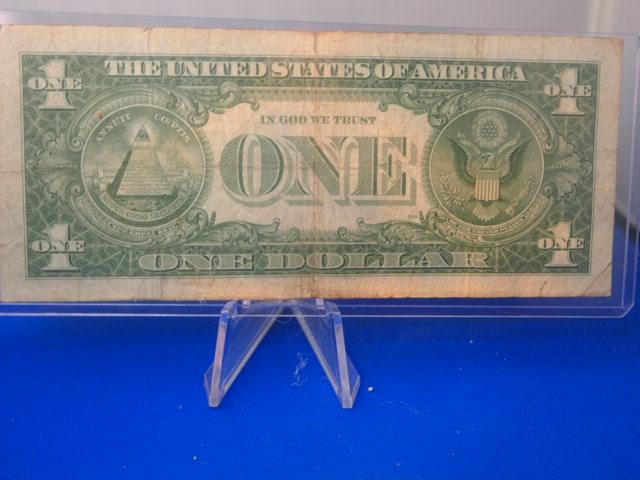 THE UNITED STATES OF AMERICA
ONE
ONE
1
1
ANNUIT CŒPTIS
IN GOD WE TRUST
ONE
ONE
ONE
1
1
ONE DOLLAR